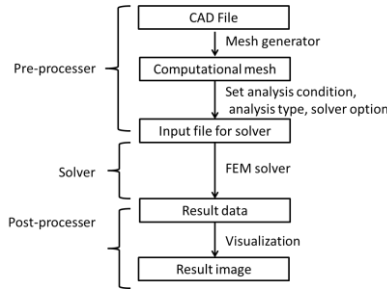 CAD File
Mesh generator
Pre-processer
Computational mesh
Set analysis condition,
analysis type, solver option
Input file for solver
Solver
FEM solver
Result data
Post-processer
Visualization
Result image